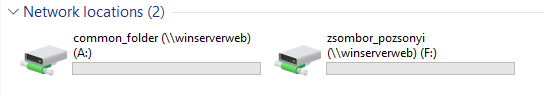 Network locations (2)
common_folder (\\winserverweb)
(A:)
zsombor_pozsonyi
(\\winserverweb) (F:)